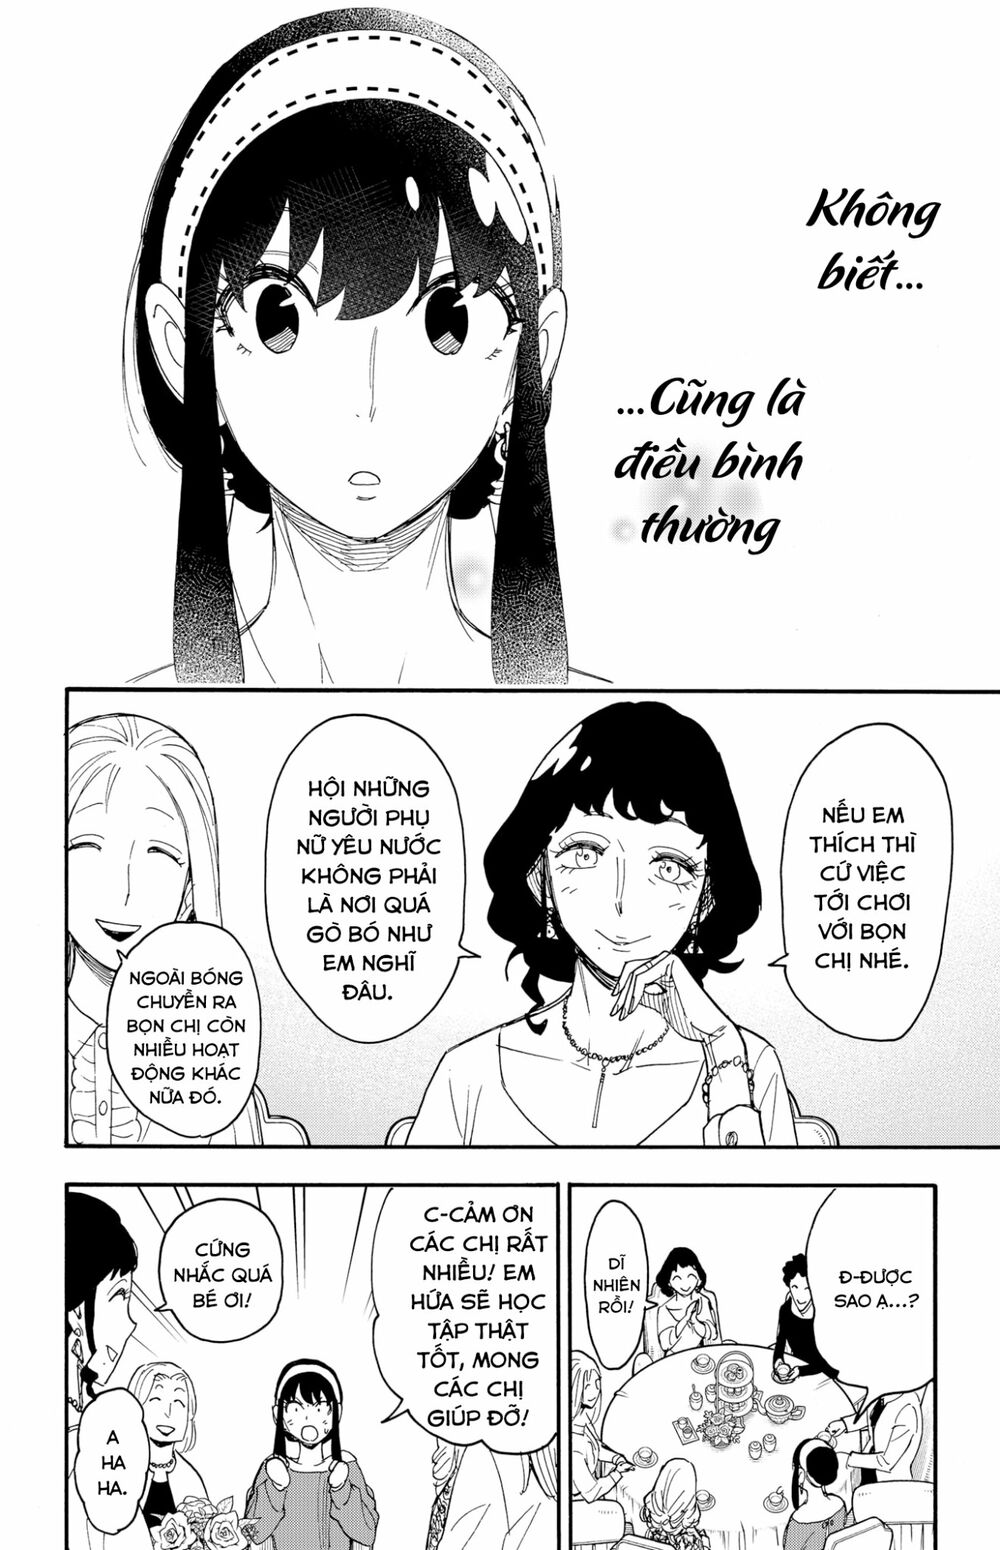 Không
biết...
...Cũng là
điều bình
thường
NẾU EM
THÍCH THÌ
CỨ VIỆC
TỚI CHƠI
VỚI BỌN
CHỊ NHÉ.
HỘI NHỮNG
NGƯỜI PHỤ
NỮ YÊU NƯỚC
KHÔNG PHẢI
LÀ NƠI QUÁ
GÒ BÓ NHƯ
EM NGHĨ
ĐÂU.
NGOÀI BÓNG
CHUYỀN RA
BỌN CHỊ CÒN
NHIỀU HOẠT
ĐỘNG KHÁC
NỮA ĐÓ.
Đ-ĐƯỢC
SAO Ạ...?
DĨ
NHIÊN
RỒI!
C-CẢM ƠN
CÁC CHỊ RẤT
NHIỀU! EM
HỨA SẼ HỌC
TẬP THẬT
TỐT, MONG
CÁC CHỊ
GIÚP ĐỠ!
CỨNG
NHẮC QUÁ
BÉ ƠI!
A
HA
HA.